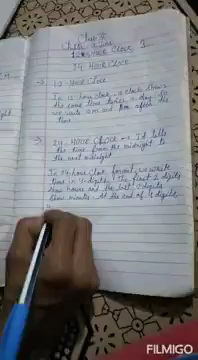 Class
12-Hour Clock
24-Hour Clock
→ 12-Hour Clock
In 12 hour clock, a clock shows
the same time twice a day so
we write a.m and P.m after the
time.
→ 24-Hour Clock → It tells
the time from the midnight to
the next midnight
In 24 hour clock format, we write
time in 4-digits. The first 2 digits
show hours and the last 2 digits
show minutes. At the end of 4 digits,
FILMIGO